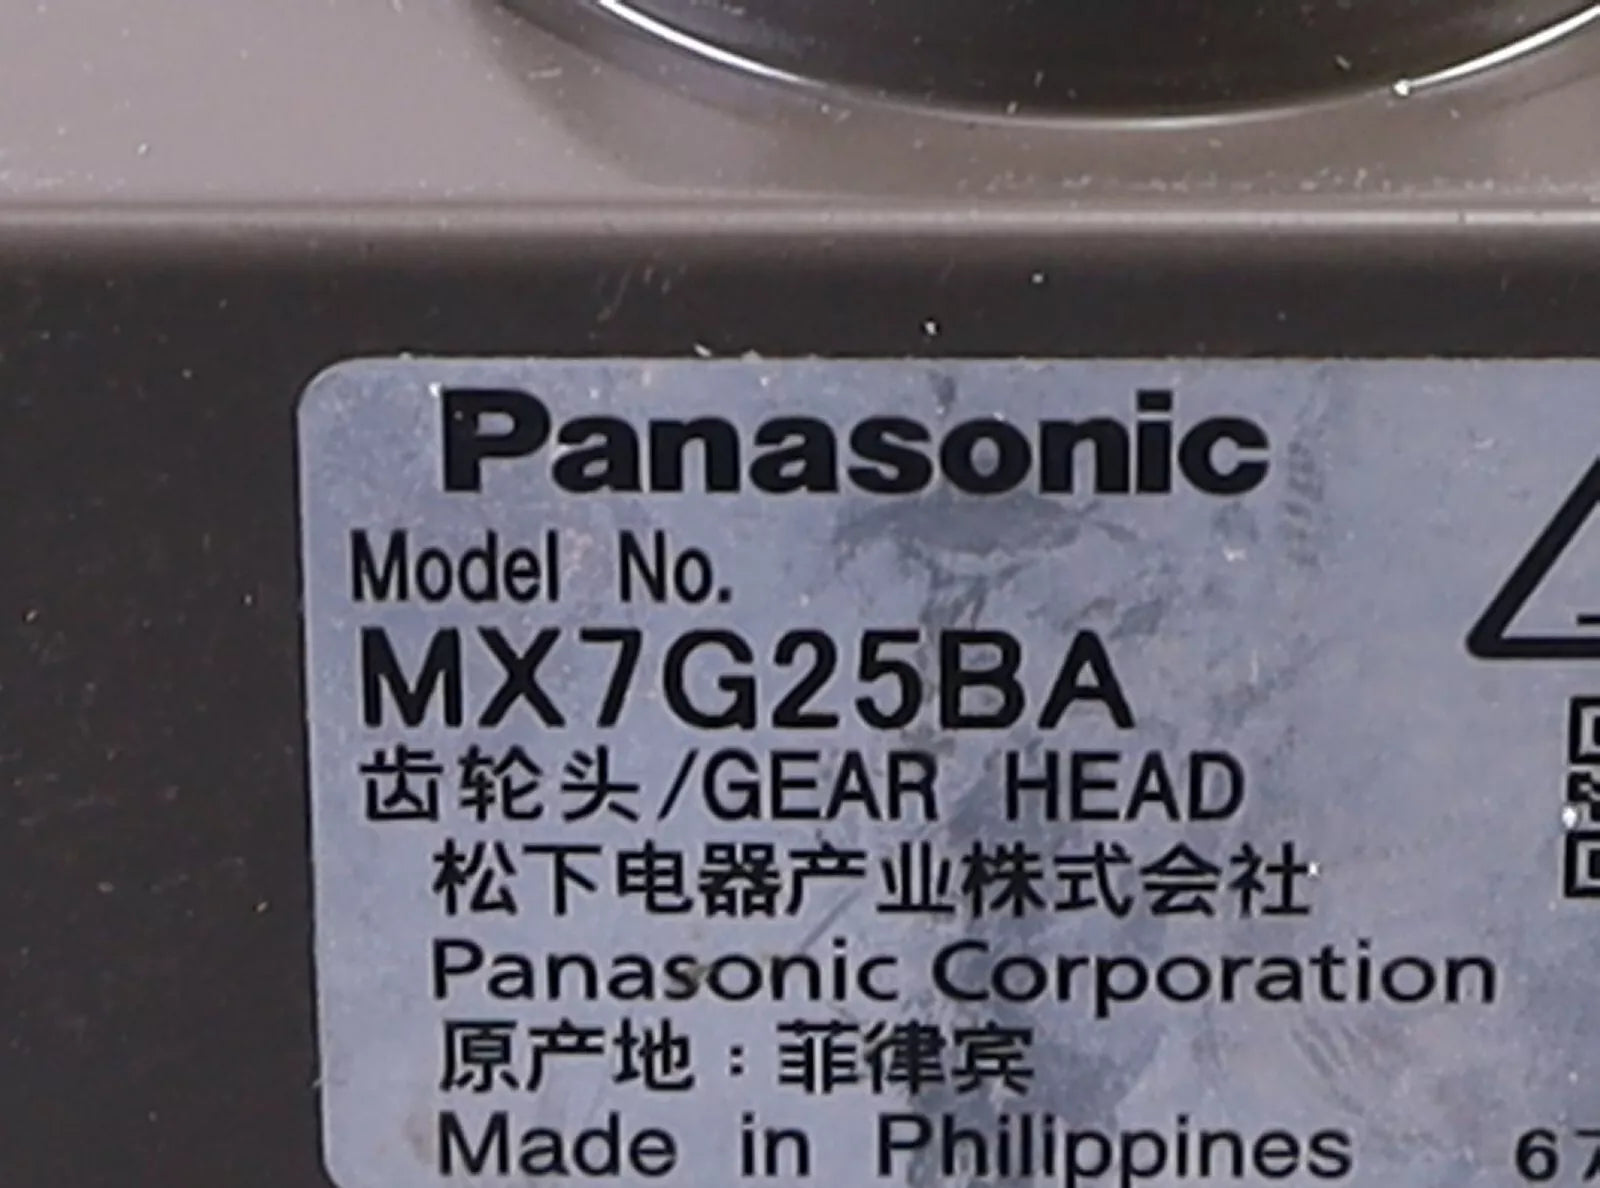 Panasonic
Model No.
MX7G25BA
齿轮头/GEAR HEAD
松下电器产业株式会社
Panasonic Corporation
原产地：菲律宾
Made in Philippines 67